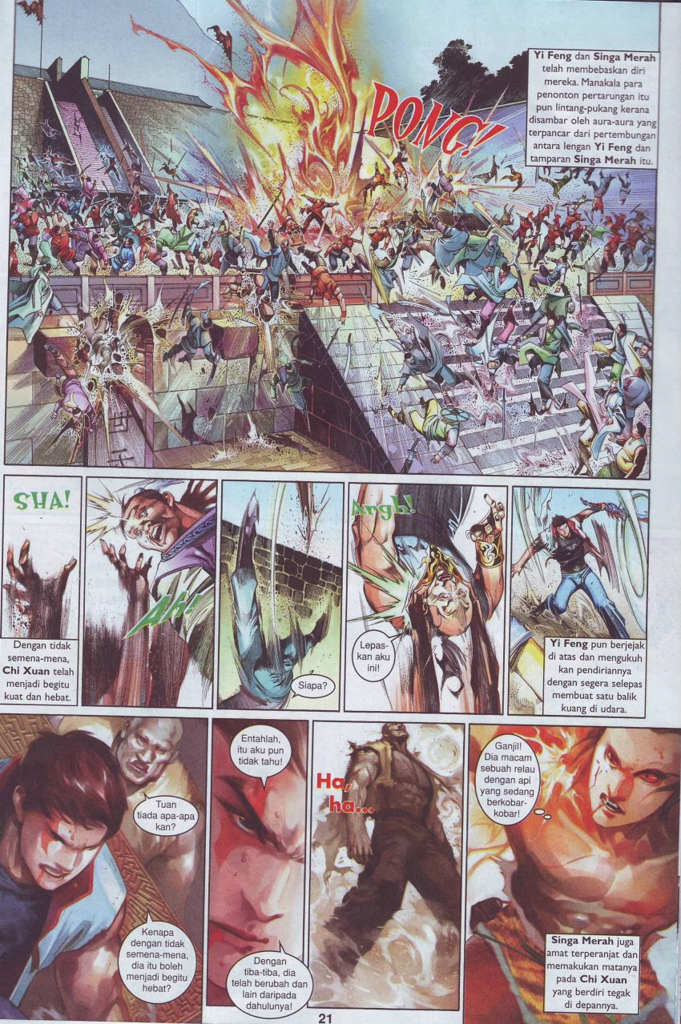 Yi Feng dan Singa Merah
telah membebaskan diri
mereka. Manakala para
penonton pertarungan itu
pun lintang-pukang kerana
disambar oleh aura-aura yang
terpancar dari pertembungan
antara lengan Yi Feng dan
tamparan Singa Merah itu.
PONG!
SHA!
Dengan tidak
semena-mena,
Chi Xuan telah
menjadi begitu
kuat dan hebat.
AH!
Siapa?
Argh!
Lepas-
kan aku
ini!
Yi Feng pun berjejak
di atas dan mengukuh
kan pendiriannya
dengan segera selepas
membuat satu balik
kuang di udara.
Tuan
tiada apa-apa
kan?
Kenapa
dengan tidak
semena-mena,
dia itu boleh
menjadi begitu
hebat?
Entahlah,
itu aku pun
tidak tahu!
Dengan
tiba-tiba, dia
telah berubah dan
lain daripada
dahulunya!
Ha,
ha...
Ganjil!
Dia macam
sebuah relau
dengan api
yang sedang
berkobar-
kobar!
Singa Merah juga
amat terperanjat dan
memakukan matanya
pada Chi Xuan
yang berdiri tegak
di depannya.
21